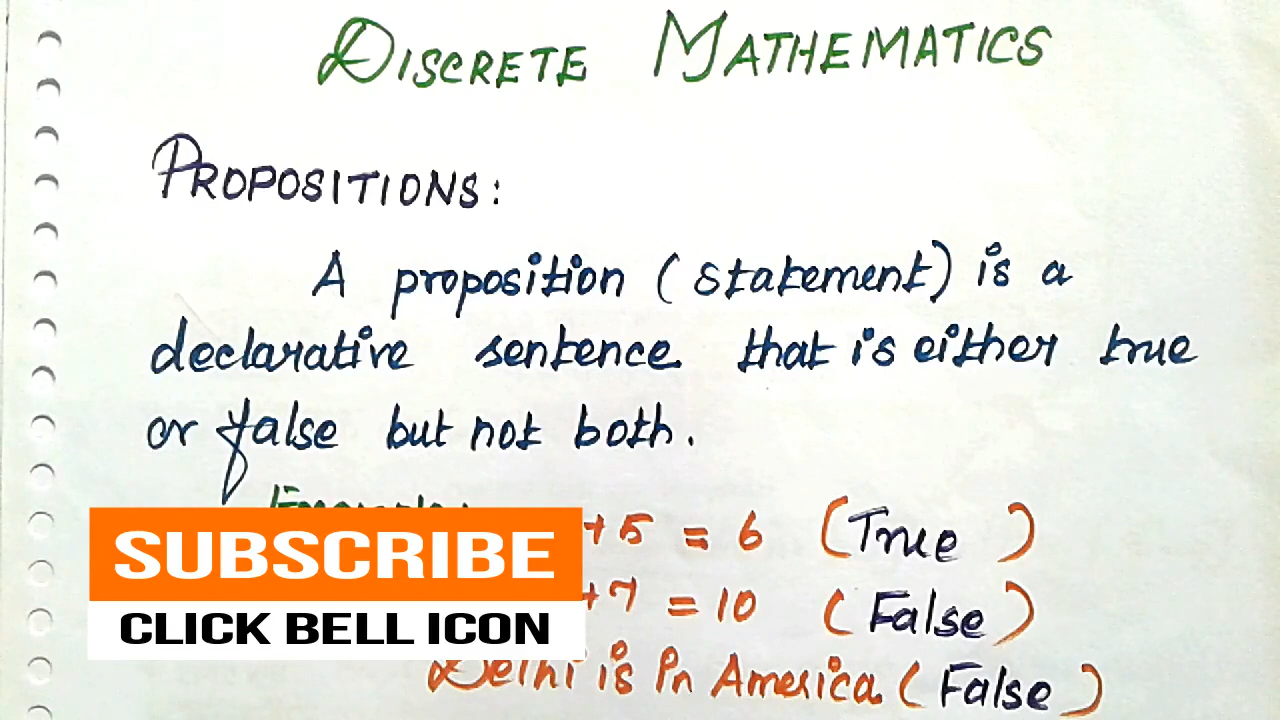 DISCRETE MATHEMATICS
PROPOSITIONS:
A proposition (statement) is a
declarative sentence that is either true
or false but not both.
SUBSCRIBE
CLICK BELL ICON
+5 = 6 (True)
+7 = 10 (False)
Delhi is in America (False)